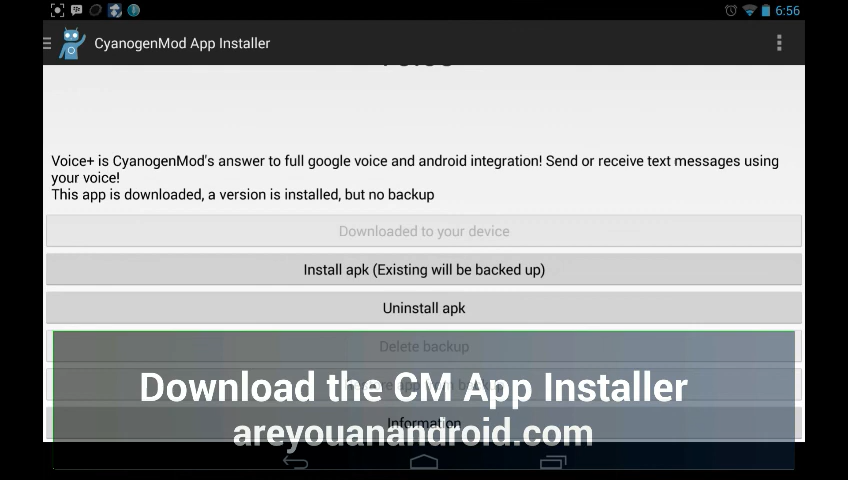 6:56
CyanogenMod App Installer
Voice+ is CyanogenMod's answer to full google voice and android integration! Send or receive text messages using
your voice!
This app is downloaded, a version is installed, but no backup
Downloaded to your device
Install apk (Existing will be backed up)
Uninstall apk
Delete backup
Download the CM App Installer
Information
areyouanandroid.com